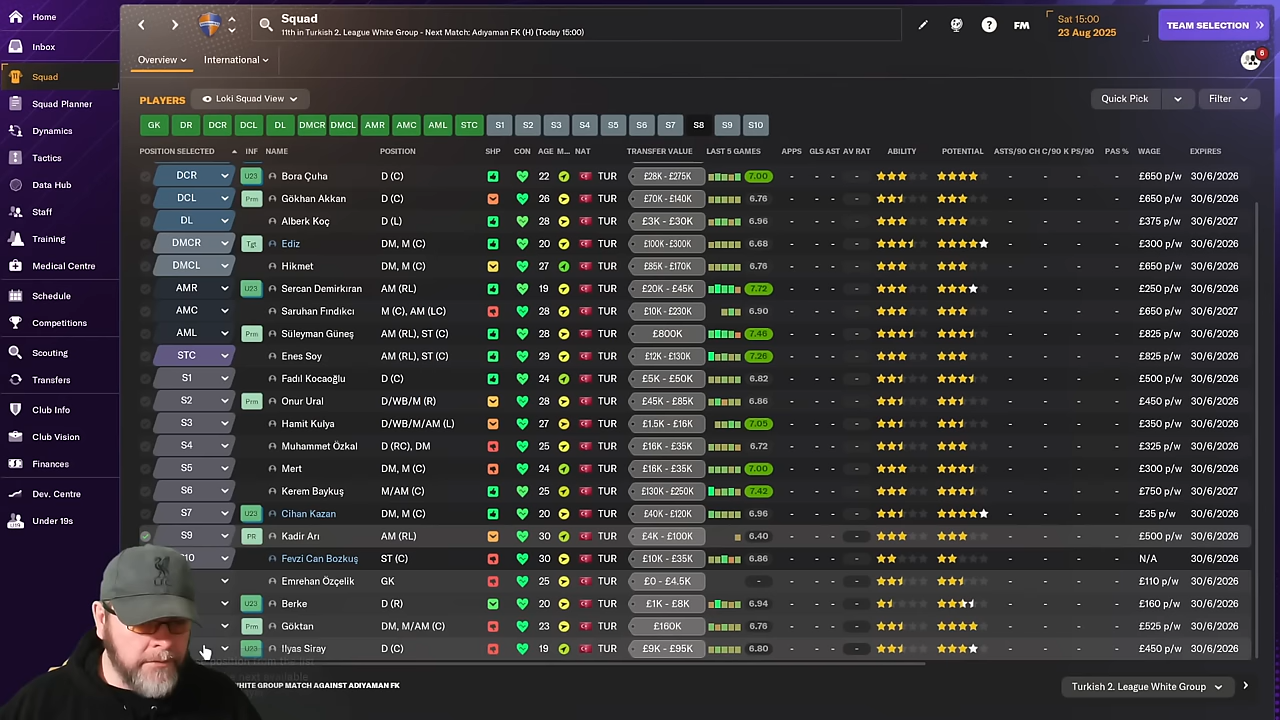 Home
Squad
11th in Turkish 2. League White Group - Next Match: Adıyaman FK (H) (Today 15:00)
FM
Sat 15:00
23 Aug 2025
TEAM SELECTION
Inbox
Squad
Squad Planner
Dynamics
Tactics
Data Hub
Staff
Training
Medical Centre
Schedule
Competitions
Scouting
Transfers
Club Info
Club Vision
Finances
Dev. Centre
Under 19s
Overview International
6
PLAYERS Loki Squad View Quick Pick Filter
GK DR DCR DCL DL DMCR DMCL AMR AMC AML STC S1 S2 S3 S4 S5 S6 S7 S8 S9 S10
POSITION SELECTED INF NAME POSITION SHP CON AGE M... NAT TRANSFER VALUE LAST 5 GAMES APPS GLS AST AV RAT ABILITY POTENTIAL ASTS/90 CH C/90 K PS/90 PAS % WAGE EXPIRES
DCR U23 Bora Çuha D (C) 22 TUR £28K - £275K 7.00 - - - - - - - - £650 p/w 30/6/2026
DCL Prm Gökhan Akkan D (C) 26 TUR £70K - £140K 6.76 - - - - - - - - £650 p/w 30/6/2026
DL Alberk Koç D (L) 28 TUR £3K - £30K 6.96 - - - - - - - - £375 p/w 30/6/2027
DMCR Tgt Ediz DM, M (C) 20 TUR £100K - £300K 6.68 - - - - - - - - £300 p/w 30/6/2026
DMCL Hikmet DM, M (C) 27 TUR £85K - £170K 6.76 - - - - - - - - £650 p/w 30/6/2026
AMR U23 Sercan Demirkıran AM (RL) 19 TUR £20K - £45K 7.72 - - - - - - - - £250 p/w 30/6/2026
AMC Saruhan Fındıkcı M (C), AM (LC) 28 TUR £10K - £230K 6.90 - - - - - - - - £650 p/w 30/6/2027
AML Prm Süleyman Güneş AM (RL), ST (C) 28 TUR £800K 7.46 - - - - - - - - £825 p/w 30/6/2026
STC Enes Soy AM (RL), ST (C) 29 TUR £12K - £130K 7.26 - - - - - - - - £825 p/w 30/6/2026
S1 Fadıl Kocaoğlu D (C) 24 TUR £5K - £50K 6.82 - - - - - - - - £500 p/w 30/6/2026
S2 Prm Onur Ural D/WB/M (R) 28 TUR £45K - £85K 6.86 - - - - - - - - £450 p/w 30/6/2026
S3 Hamit Kulya D/WB/M/AM (L) 27 TUR £1.5K - £16K 7.05 - - - - - - - - £350 p/w 30/6/2026
S4 Muhammet Özkal D (RC), DM 25 TUR £16K - £35K 6.72 - - - - - - - - £325 p/w 30/6/2026
S5 Mert DM, M (C) 24 TUR £16K - £35K 7.00 - - - - - - - - £300 p/w 30/6/2026
S6 Kerem Baykuş M/AM (C) 25 TUR £130K - £250K 7.42 - - - - - - - - £750 p/w 30/6/2027
S7 U23 Cihan Kazan DM, M (C) 20 TUR £40K - £120K 6.96 - - - - - - - - £35 p/w 30/6/2026
S9 PR Kadir Arı AM (RL) 30 TUR £4K - £100K 6.40 - - - - - - - - £500 p/w 30/6/2026
10 Fevzi Can Bozkuş ST (C) 30 TUR £10K - £35K 6.86 - - - - - - - - N/A 30/6/2026
Emrehan Özçelik GK 25 TUR £0 - £4.5K - - - - - - - - - £110 p/w 30/6/2026
U23 Berke D (R) 20 TUR £1K - £8K 6.94 - - - - - - - - £160 p/w 30/6/2026
Prm Göktan DM, M/AM (C) 23 TUR £160K 6.76 - - - - - - - - £525 p/w 30/6/2026
U23 Ilyas Siray D (C) 19 TUR £9K - £95K 6.80 - - - - - - - - £450 p/w 30/6/2026
WHITE GROUP MATCH AGAINST ADIYAMAN FK
Turkish 2. League White Group